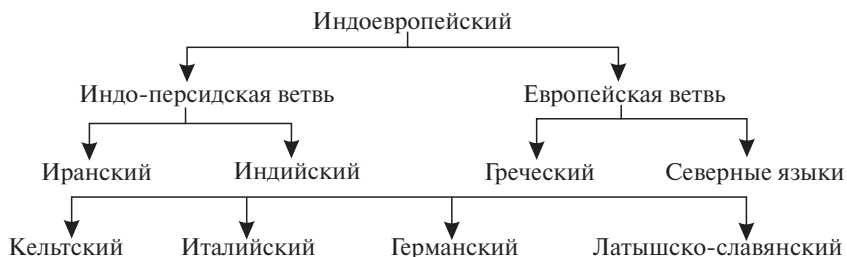 Индоевропейский
Индо-персидская ветвь Европейская ветвь
Иранский Индийский Греческий Северные языки
Кельтский Италийский Германский Латышско-славянский